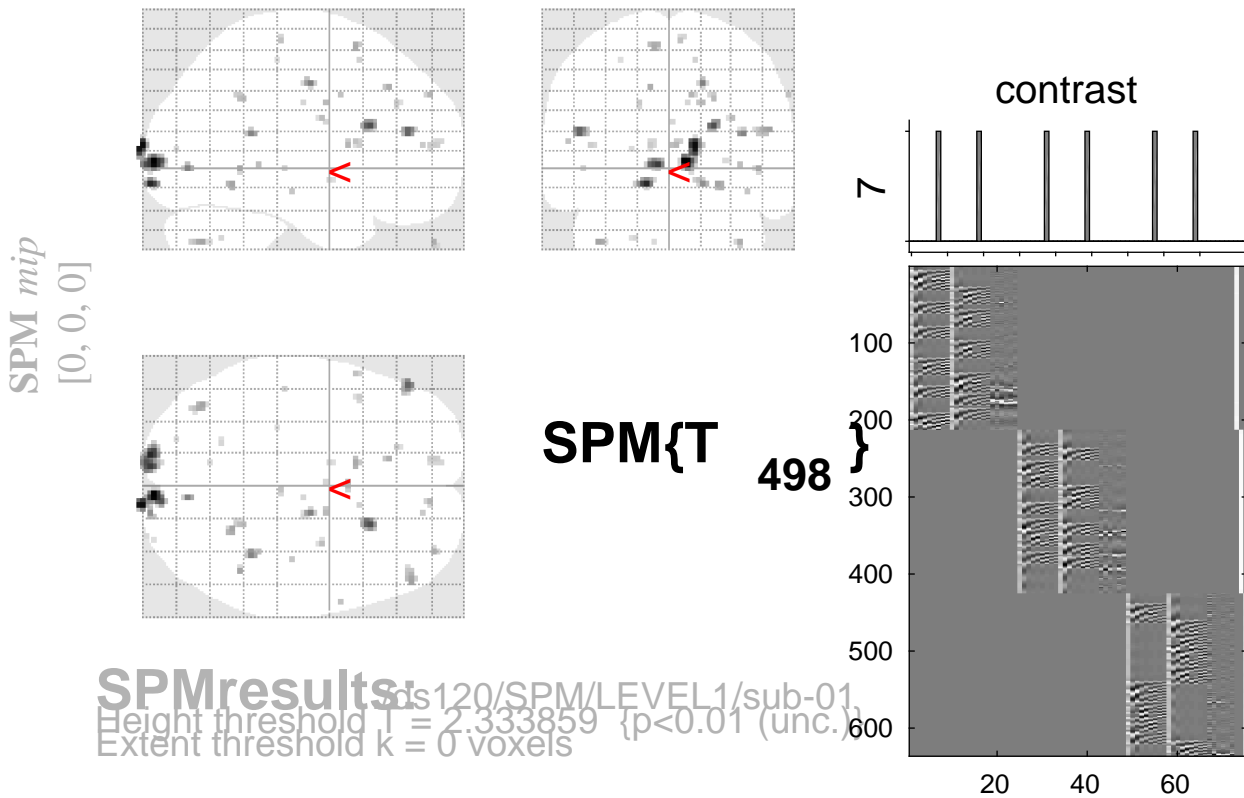 SPM mip
[0, 0, 0]
<
<
<
SPM{T498}
contrast
7
100
200
300
400
500
600
20 40 60
SPMresults: /ds120/SPM/LEVEL1/sub-01
Height threshold T = 2.333859 {p<0.01 (unc.)}
Extent threshold k = 0 voxels